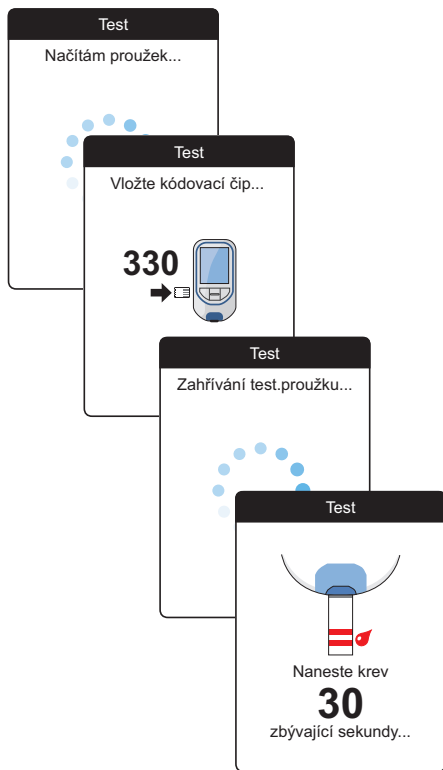 Test
Načítám proužek...
Test
Vložte kódovací čip...
330
Test
Zahřívání test.proužku...
Test
Naneste krev
30
zbývající sekundy...